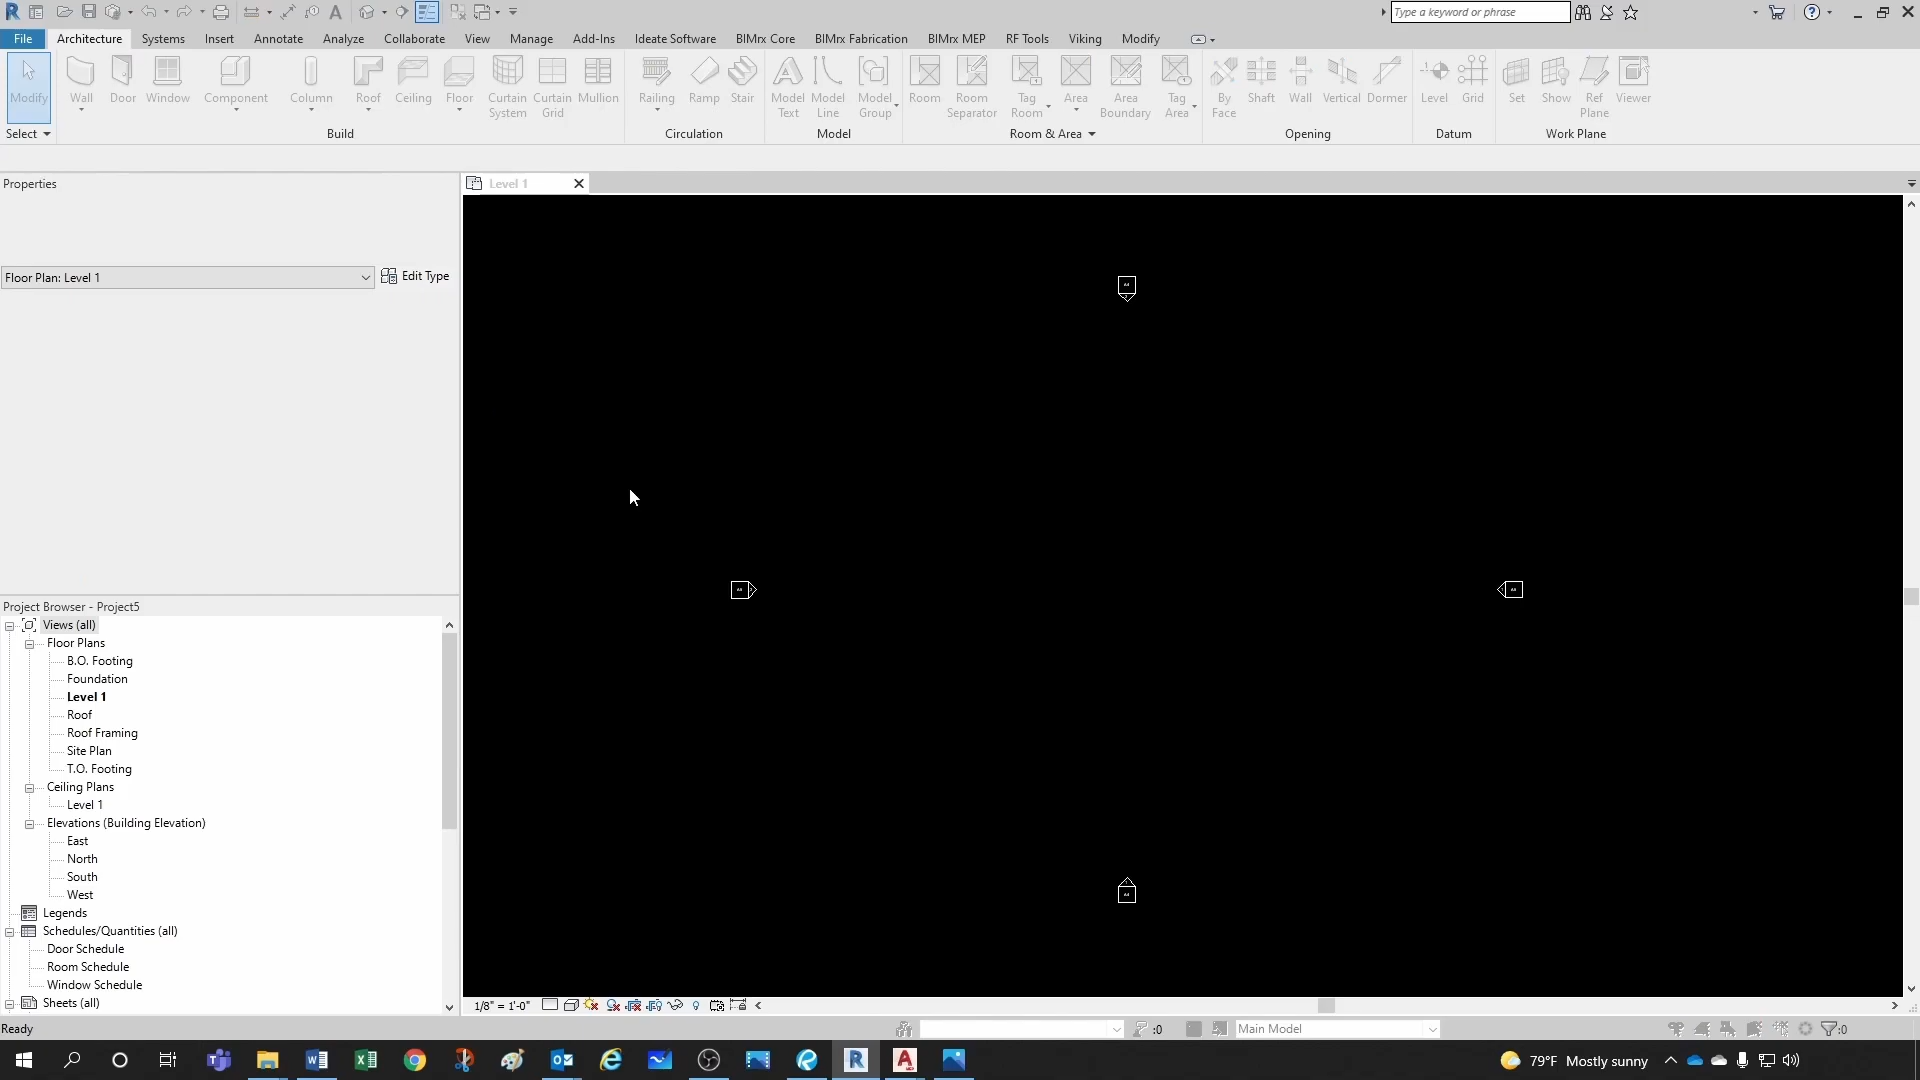 Type a keyword or phrase
File Architecture Systems Insert Annotate Analyze Collaborate View Manage Add-Ins Ideate Software BIMrx Core BIMrx Fabrication BIMrx MEP RF Tools Viking Modify
Modify Wall Door Window Component Column Roof Ceiling Floor Curtain System Curtain Grid Mullion Railing Ramp Stair Model Text Model Line Model Group Room Room Separator Tag Room Area Area Boundary Tag Area By Face Shaft Wall Vertical Dormer Level Grid Set Show Ref Plane Viewer
Select Build Circulation Model Room & Area Opening Datum Work Plane
Properties
Level 1
Floor Plan: Level 1
Edit Type
Project Browser - Project5
Views (all)
Floor Plans
B.O. Footing
Foundation
Level 1
Roof
Roof Framing
Site Plan
T.O. Footing
Ceiling Plans
Level 1
Elevations (Building Elevation)
East
North
South
West
Legends
Schedules/Quantities (all)
Door Schedule
Room Schedule
Window Schedule
Sheets (all)
1/8" = 1'-0"
Ready
:0
Main Model
:0
79°F Mostly sunny